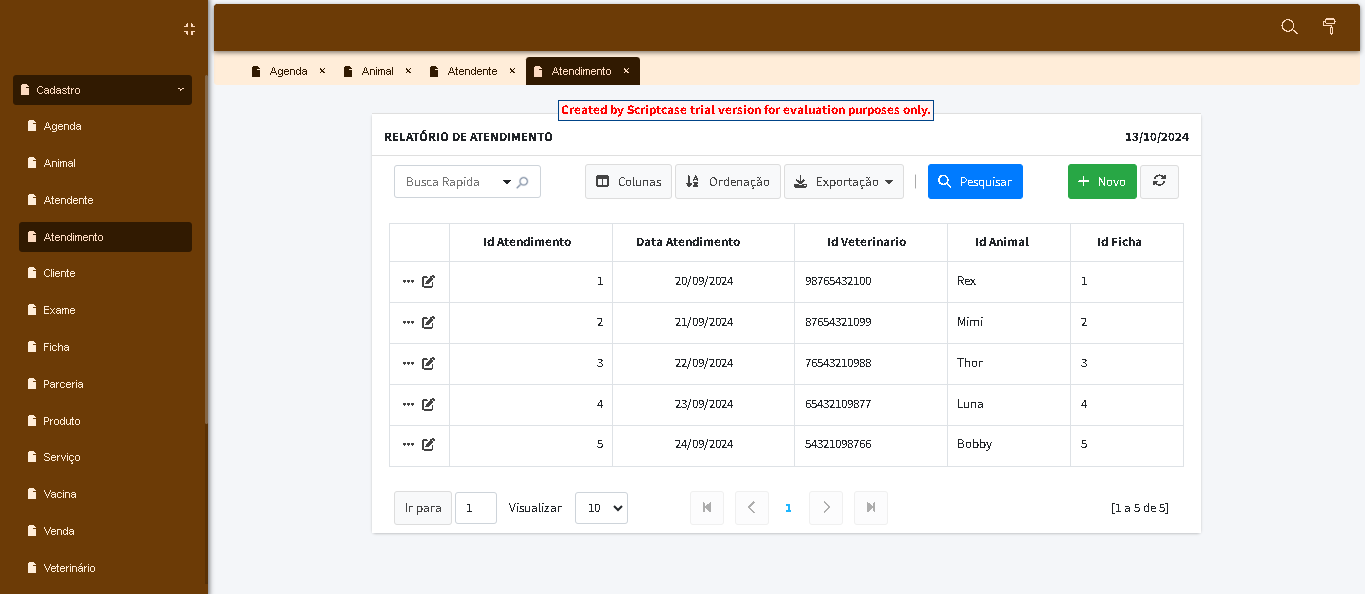 Agenda × Animal × Atendente × Atendimento ×
Cadastro
Agenda
Animal
Atendente
Atendimento
Cliente
Exame
Ficha
Parceria
Produto
Serviço
Vacina
Venda
Veterinário
Created by Scriptcase trial version for evaluation purposes only.
RELATÓRIO DE ATENDIMENTO 13/10/2024
Busca Rapida Colunas Ordenação Exportação | Pesquisar + Novo
Id Atendimento Data Atendimento Id Veterinario Id Animal Id Ficha
1 20/09/2024 98765432100 Rex 1
2 21/09/2024 87654321099 Mimi 2
3 22/09/2024 76543210988 Thor 3
4 23/09/2024 65432109877 Luna 4
5 24/09/2024 54321098766 Bobby 5
Ir para 1 Visualizar 10 1 [1 a 5 de 5]